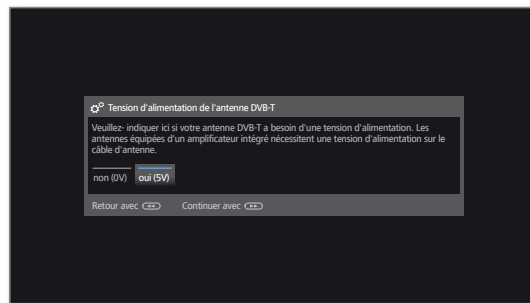 Tension d'alimentation de l'antenne DVB-T
Veuillez- indiquer ici si votre antenne DVB-T a besoin d'une tension d'alimentation. Les
antennes équipées d'un amplificateur intégré nécessitent une tension d'alimentation sur le
câble d'antenne.
non (0V) oui (5V)
Retour avec Continuer avec